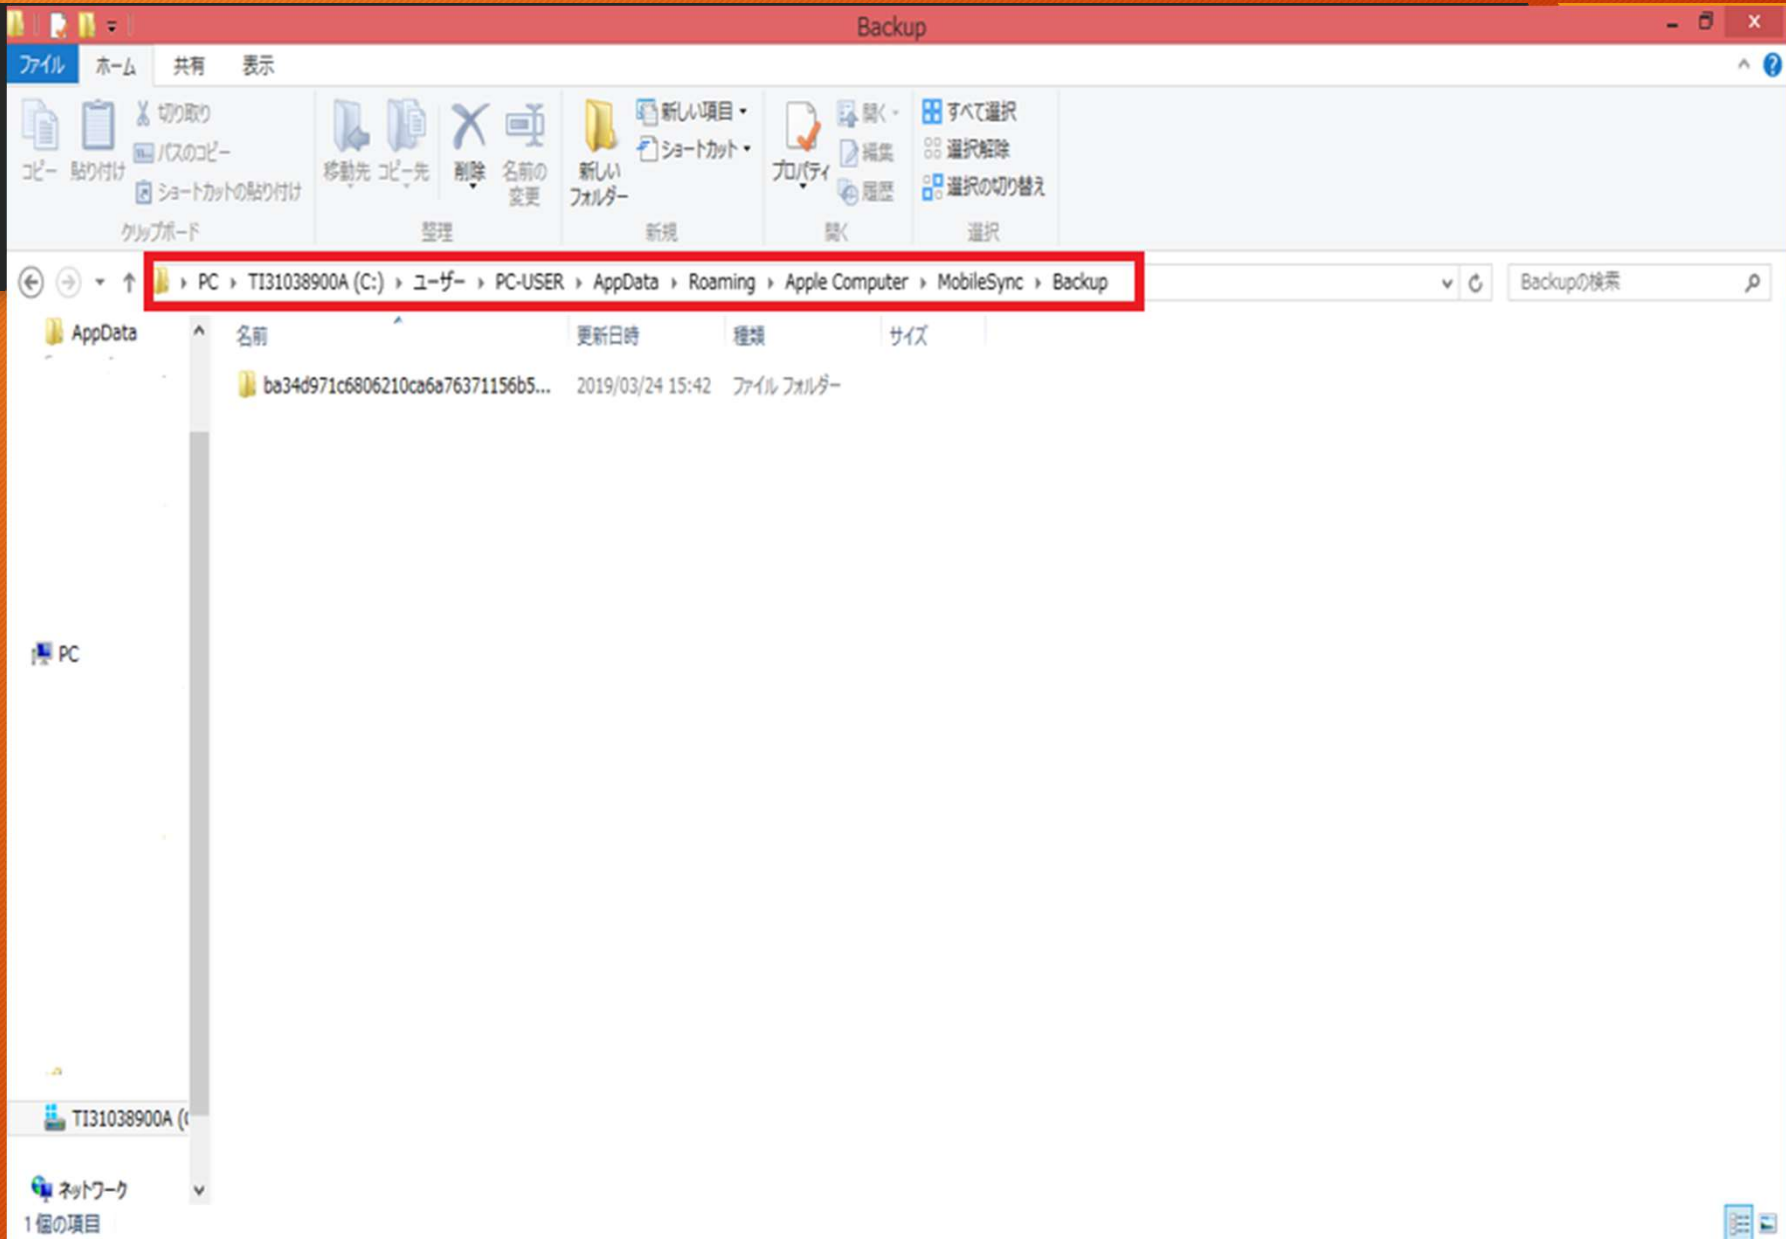 Backup
ファイル ホーム 共有 表示
コピー 貼り付け 切り取り パスのコピー ショートカットの貼り付け
移動先 コピー先 削除 名前の変更
新しいフォルダー 新しい項目 ショートカット
プロパティ 開く 編集 履歴
すべて選択 選択解除 選択の切り替え
クリップボード 整理 新規 開く 選択
PC TI31038900A (C:) ユーザー PC-USER AppData Roaming Apple Computer MobileSync Backup
Backupの検索
AppData
名前 更新日時 種類 サイズ
ba34d971c6806210ca6a76371156b5... 2019/03/24 15:42 ファイル フォルダー
PC
TI31038900A (
ネットワーク
1 個の項目